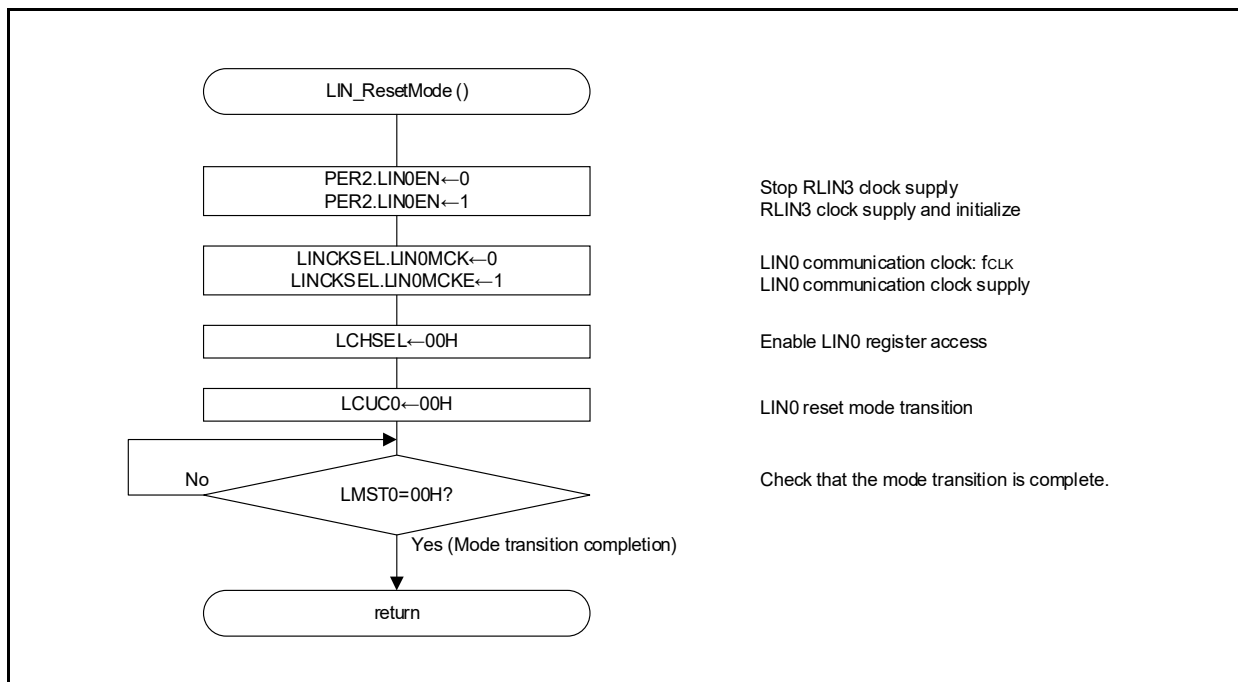 LIN_ResetMode ()
PER2.LIN0EN←0
PER2.LIN0EN←1
Stop RLIN3 clock supply
RLIN3 clock supply and initialize
LINCKSEL.LIN0MCK←0
LINCKSEL.LIN0MCKE←1
LIN0 communication clock: fCLK
LIN0 communication clock supply
LCHSEL←00H
Enable LIN0 register access
LCUC0←00H
LIN0 reset mode transition
No
LMST0=00H?
Check that the mode transition is complete.
Yes (Mode transition completion)
return